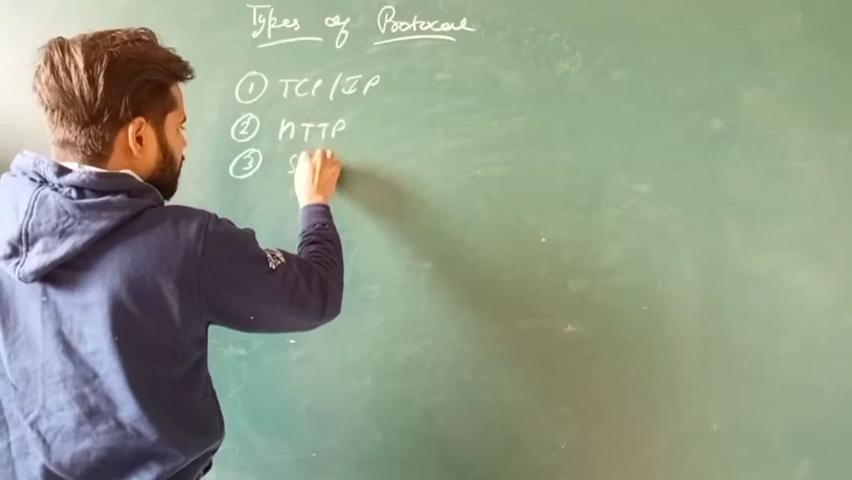 Types of Protocol
① TCP/IP
② HTTP
③ S